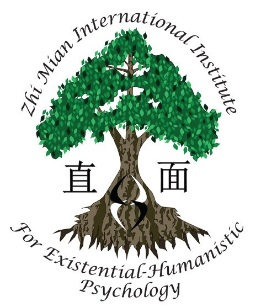 Zhi Mian International Institute
直 面
For Existential-Humanistic
Psychology